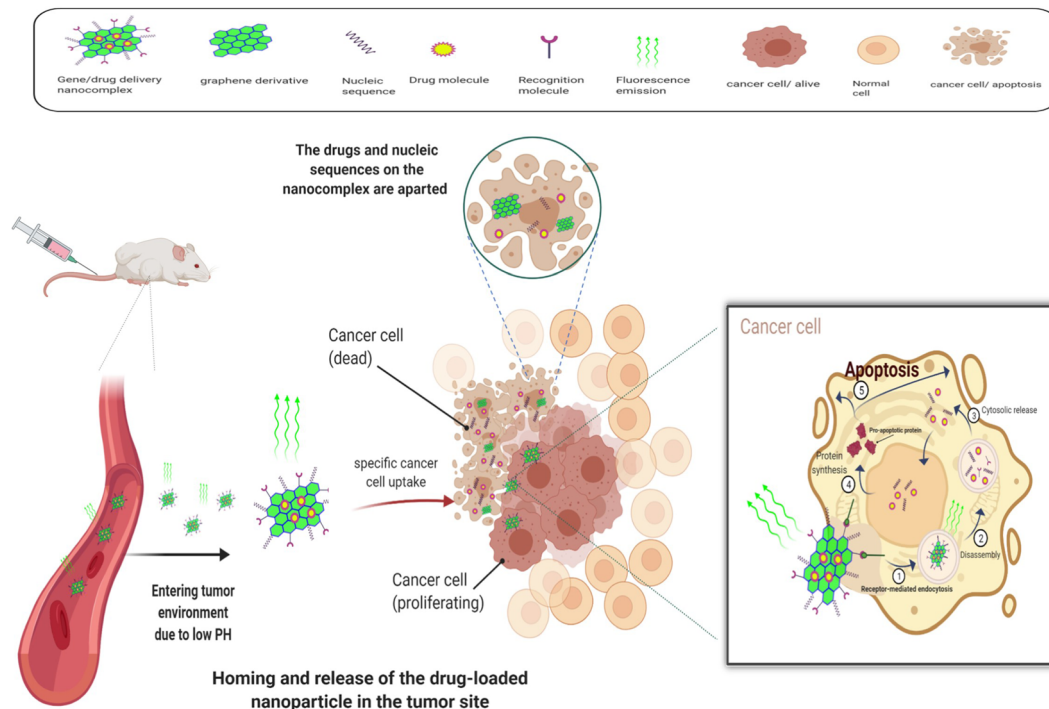 Gene/drug delivery
nanocomplex
graphene derivative
Nucleic
sequence
Drug molecule
Recognition
molecule
Fluorescence
emission
cancer cell/ alive
Normal
cell
cancer cell/ apoptosis
The drugs and nucleic
sequences on the
nanocomplex are aparted
Cancer cell
(dead)
specific cancer
cell uptake
Entering tumor
environment
due to low PH
Cancer cell
(proliferating)
Homing and release of the drug-loaded
nanoparticle in the tumor site
Cancer cell
Apoptosis
5
3
Cytosolic release
Pro-apoptotic protein
Protein
synthesis
4
2
Disassembly
1
Receptor-mediated endocytosis